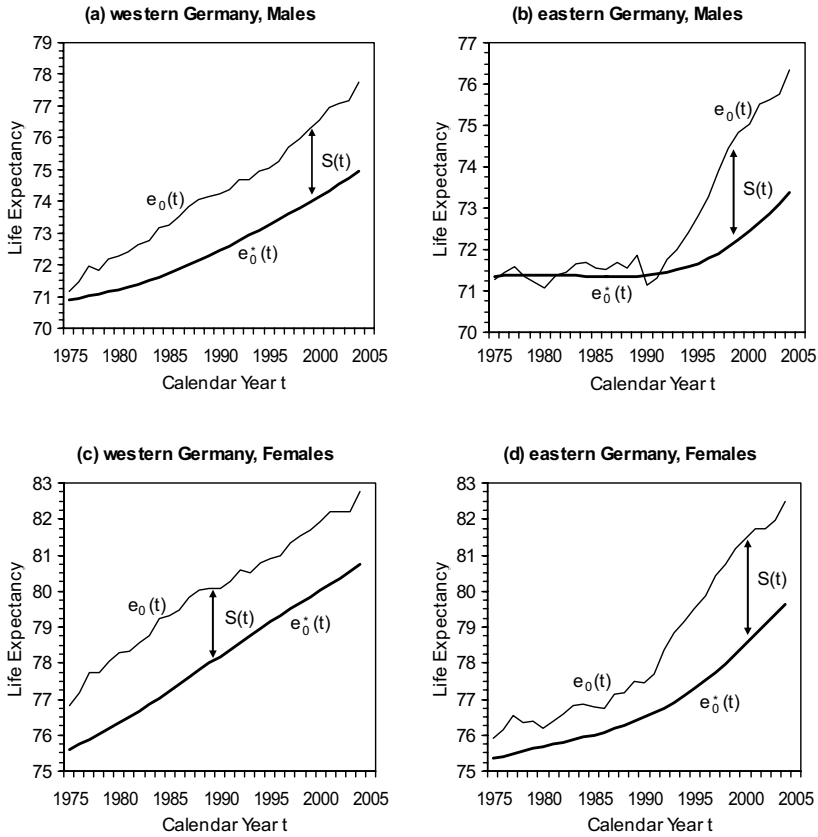 (a) western Germany, Males
79
78
77
76
75
74
73
72
71
70
Life Expectancy
e0(t)
S(t)
e*0(t)
1975 1980 1985 1990 1995 2000 2005
Calendar Year t
(b) eastern Germany, Males
77
76
75
74
73
72
71
70
Life Expectancy
e0(t)
S(t)
e*0(t)
1975 1980 1985 1990 1995 2000 2005
Calendar Year t
(c) western Germany, Females
83
82
81
80
79
78
77
76
75
Life Expectancy
e0(t)
S(t)
e*0(t)
1975 1980 1985 1990 1995 2000 2005
Calendar Year t
(d) eastern Germany, Females
83
82
81
80
79
78
77
76
75
Life Expectancy
S(t)
e0(t)
e*0(t)
1975 1980 1985 1990 1995 2000 2005
Calendar Year t